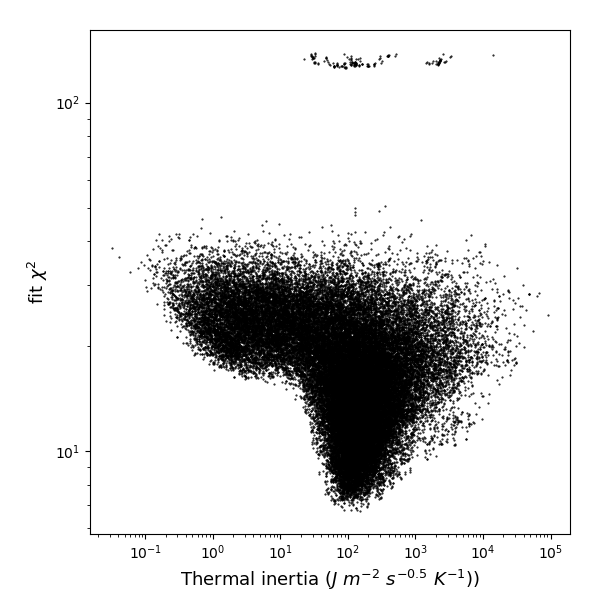 10²
fit χ²
10¹
10⁻¹ 10⁰ 10¹ 10² 10³ 10⁴ 10⁵
Thermal inertia (J m⁻² s⁻⁰·⁵ K⁻¹))